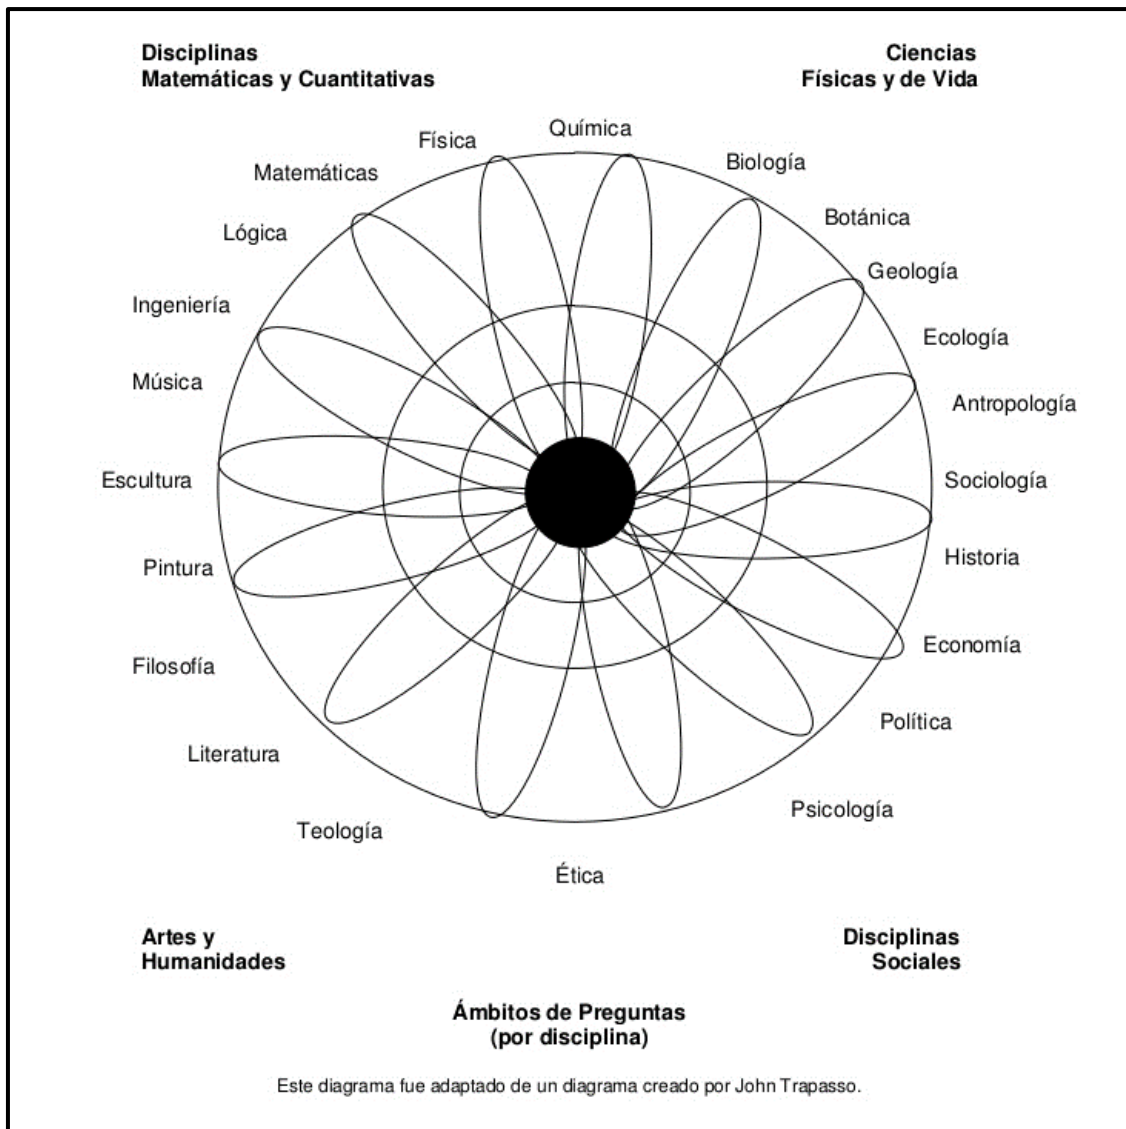 Disciplinas
Matemáticas y Cuantitativas
Ciencias
Físicas y de Vida
Química
Física
Biología
Matemáticas
Botánica
Lógica
Geología
Ingeniería
Ecología
Música
Antropología
Escultura
Sociología
Pintura
Historia
Filosofía
Economía
Literatura
Política
Teología
Psicología
Ética
Artes y
Humanidades
Disciplinas
Sociales
Ámbitos de Preguntas
(por disciplina)
Este diagrama fue adaptado de un diagrama creado por John Trapasso.